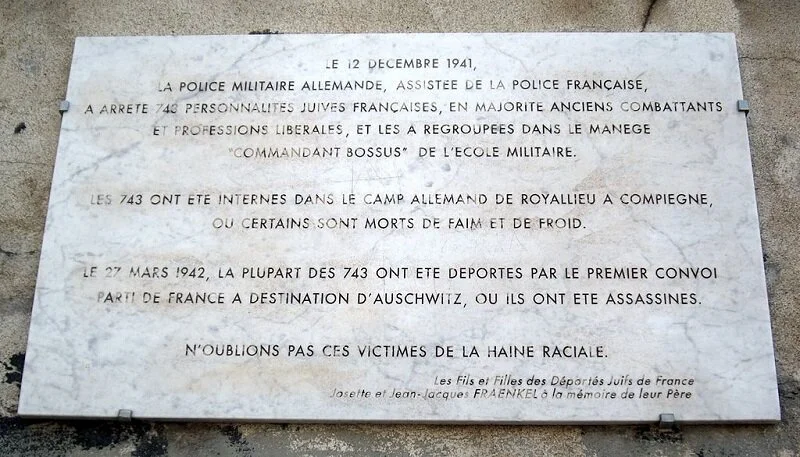 LE 12 DECEMBRE 1941,
LA POLICE MILITAIRE ALLEMANDE, ASSISTEE DE LA POLICE FRANÇAISE,
A ARRETE 743 PERSONNALITES JUIVES FRANÇAISES, EN MAJORITE ANCIENS COMBATTANTS
ET PROFESSIONS LIBERALES, ET LES A REGROUPEES DANS LE MANEGE
"COMMANDANT BOSSUS" DE L'ECOLE MILITAIRE.
LES 743 ONT ETE INTERNES DANS LE CAMP ALLEMAND DE ROYALLIEU A COMPIEGNE,
OU CERTAINS SONT MORTS DE FAIM ET DE FROID.
LE 27 MARS 1942, LA PLUPART DES 743 ONT ETE DEPORTES PAR LE PREMIER CONVOI
PARTI DE FRANCE A DESTINATION D'AUSCHWITZ, OU ILS ONT ETE ASSASSINES.
N'OUBLIONS PAS CES VICTIMES DE LA HAINE RACIALE.
Les Fils et Filles des Déportés Juifs de France
Josette et Jean-Jacques FRAENKEL à la mémoire de leur Père